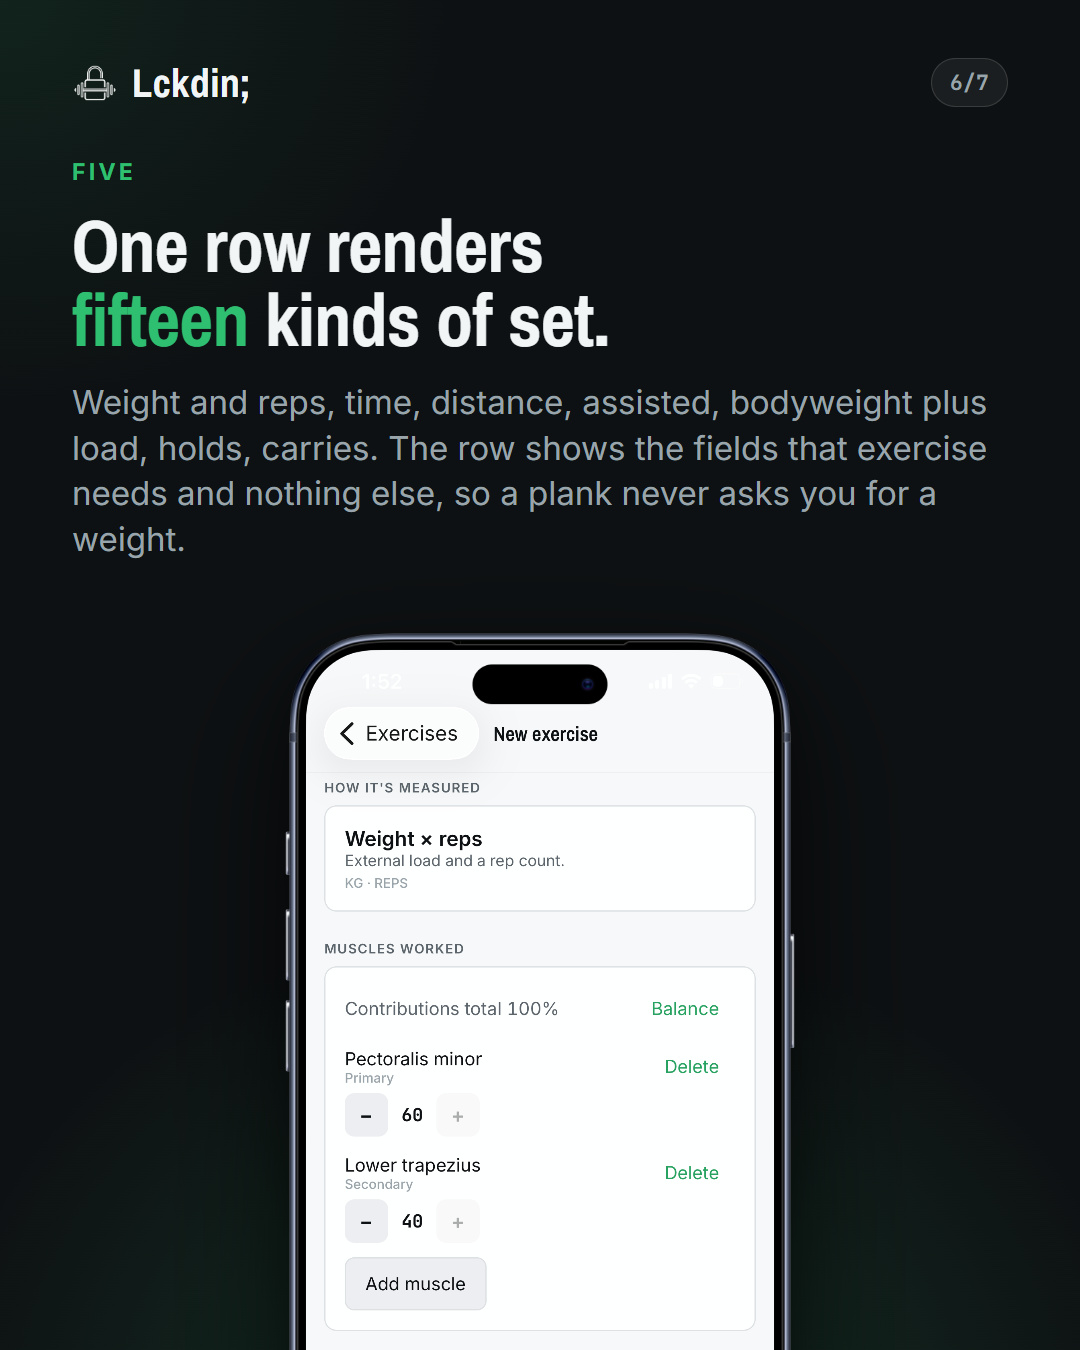 Lckdin;
6/7
FIVE
One row renders
fifteen kinds of set.
Weight and reps, time, distance, assisted, bodyweight plus
load, holds, carries. The row shows the fields that exercise
needs and nothing else, so a plank never asks you for a
weight.
1:52
Exercises
New exercise
HOW IT'S MEASURED
Weight × reps
External load and a rep count.
KG · REPS
MUSCLES WORKED
Contributions total 100%
Balance
Pectoralis minor
Delete
Primary
− 60 +
Lower trapezius
Delete
Secondary
− 40 +
Add muscle